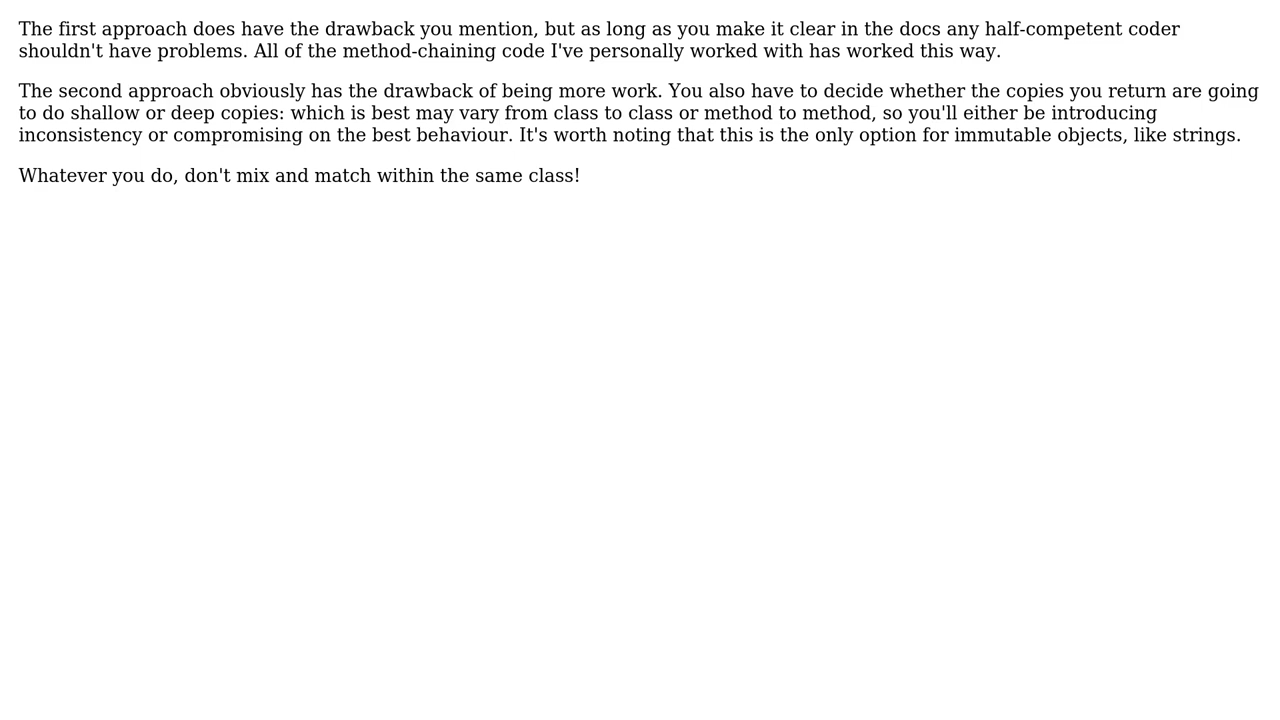 The first approach does have the drawback you mention, but as long as you make it clear in the docs any half-competent coder
shouldn't have problems. All of the method-chaining code I've personally worked with has worked this way.
The second approach obviously has the drawback of being more work. You also have to decide whether the copies you return are going
to do shallow or deep copies: which is best may vary from class to class or method to method, so you'll either be introducing
inconsistency or compromising on the best behaviour. It's worth noting that this is the only option for immutable objects, like strings.
Whatever you do, don't mix and match within the same class!